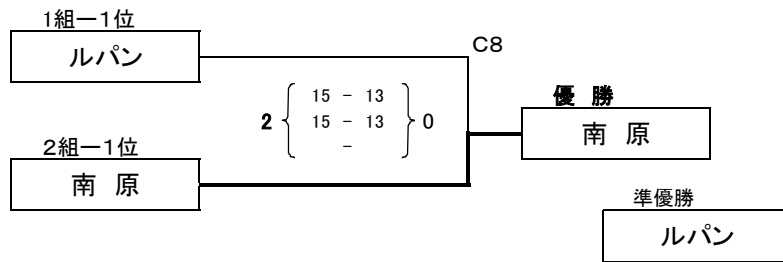 1組ー1位
ルパン
C8
2 { 15 - 13 } 0
15 - 13
-
優 勝
南 原
2組ー1位
南 原
準優勝
ルパン